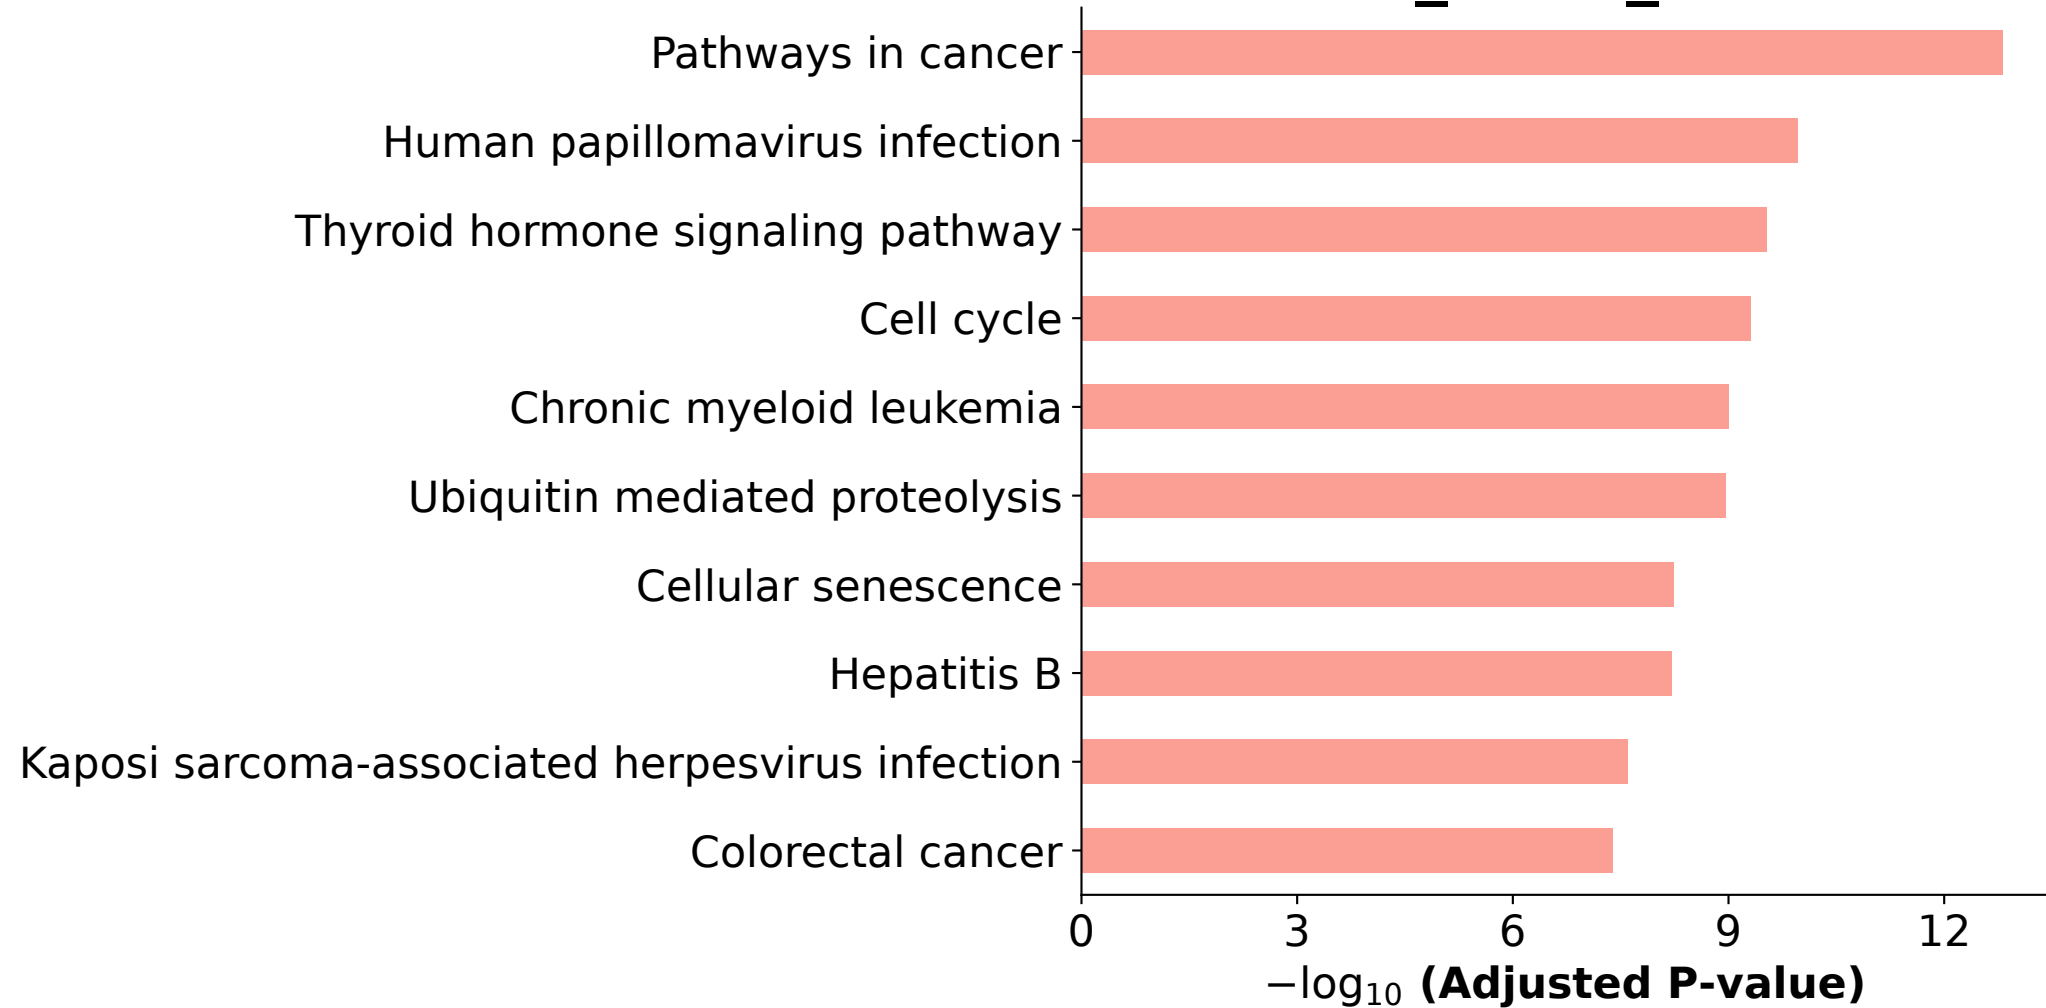 Pathways in cancer
Human papillomavirus infection
Thyroid hormone signaling pathway
Cell cycle
Chronic myeloid leukemia
Ubiquitin mediated proteolysis
Cellular senescence
Hepatitis B
Kaposi sarcoma-associated herpesvirus infection
Colorectal cancer
0 3 6 9 12
−log₁₀ (Adjusted P-value)